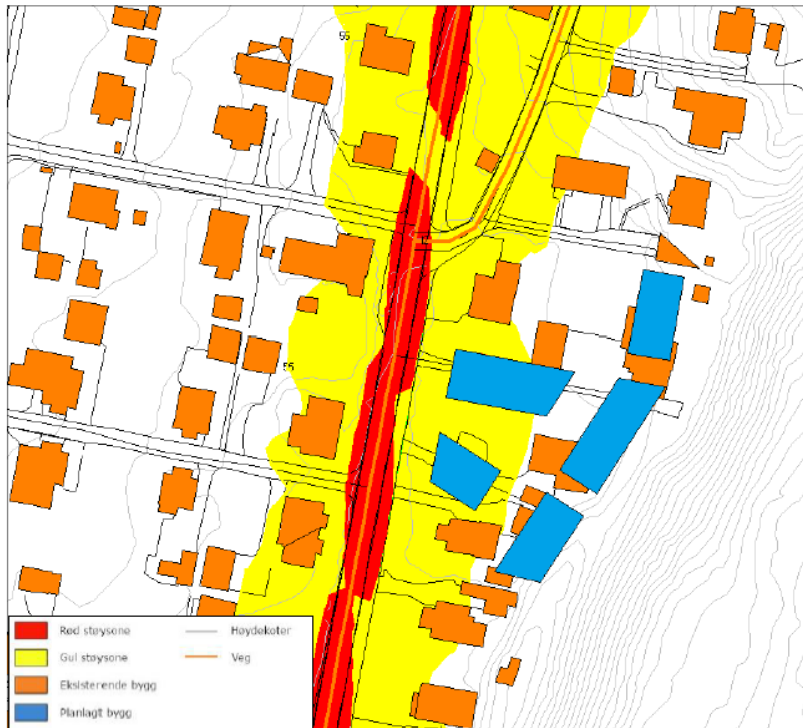 55
55
Rød støysone
Gul støysone
Eksisterende bygg
Planlagt bygg
Høydekoter
Veg